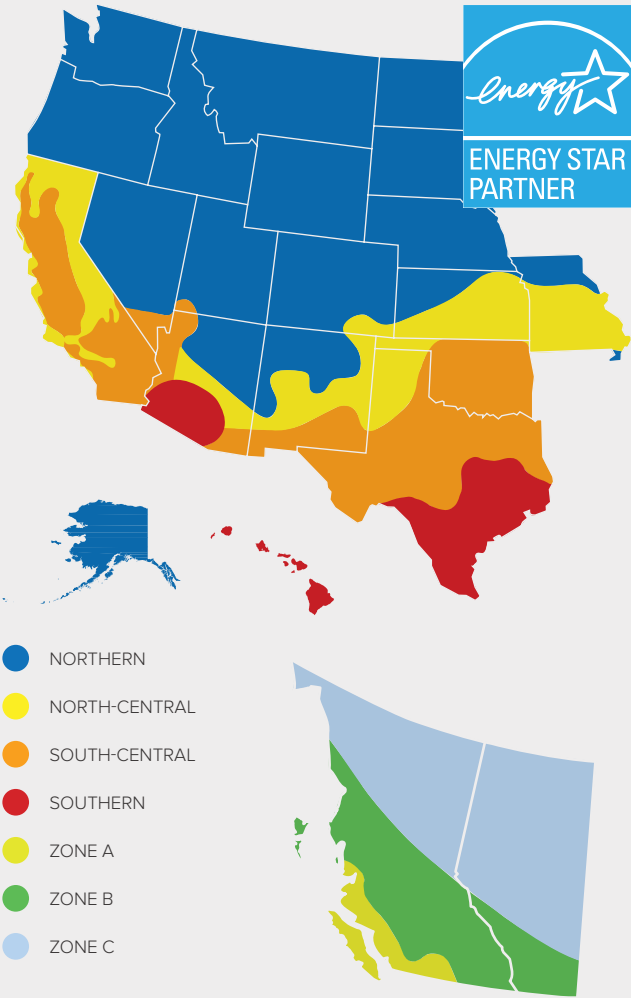 energy
ENERGY STAR
PARTNER
NORTHERN
NORTH-CENTRAL
SOUTH-CENTRAL
SOUTHERN
ZONE A
ZONE B
ZONE C